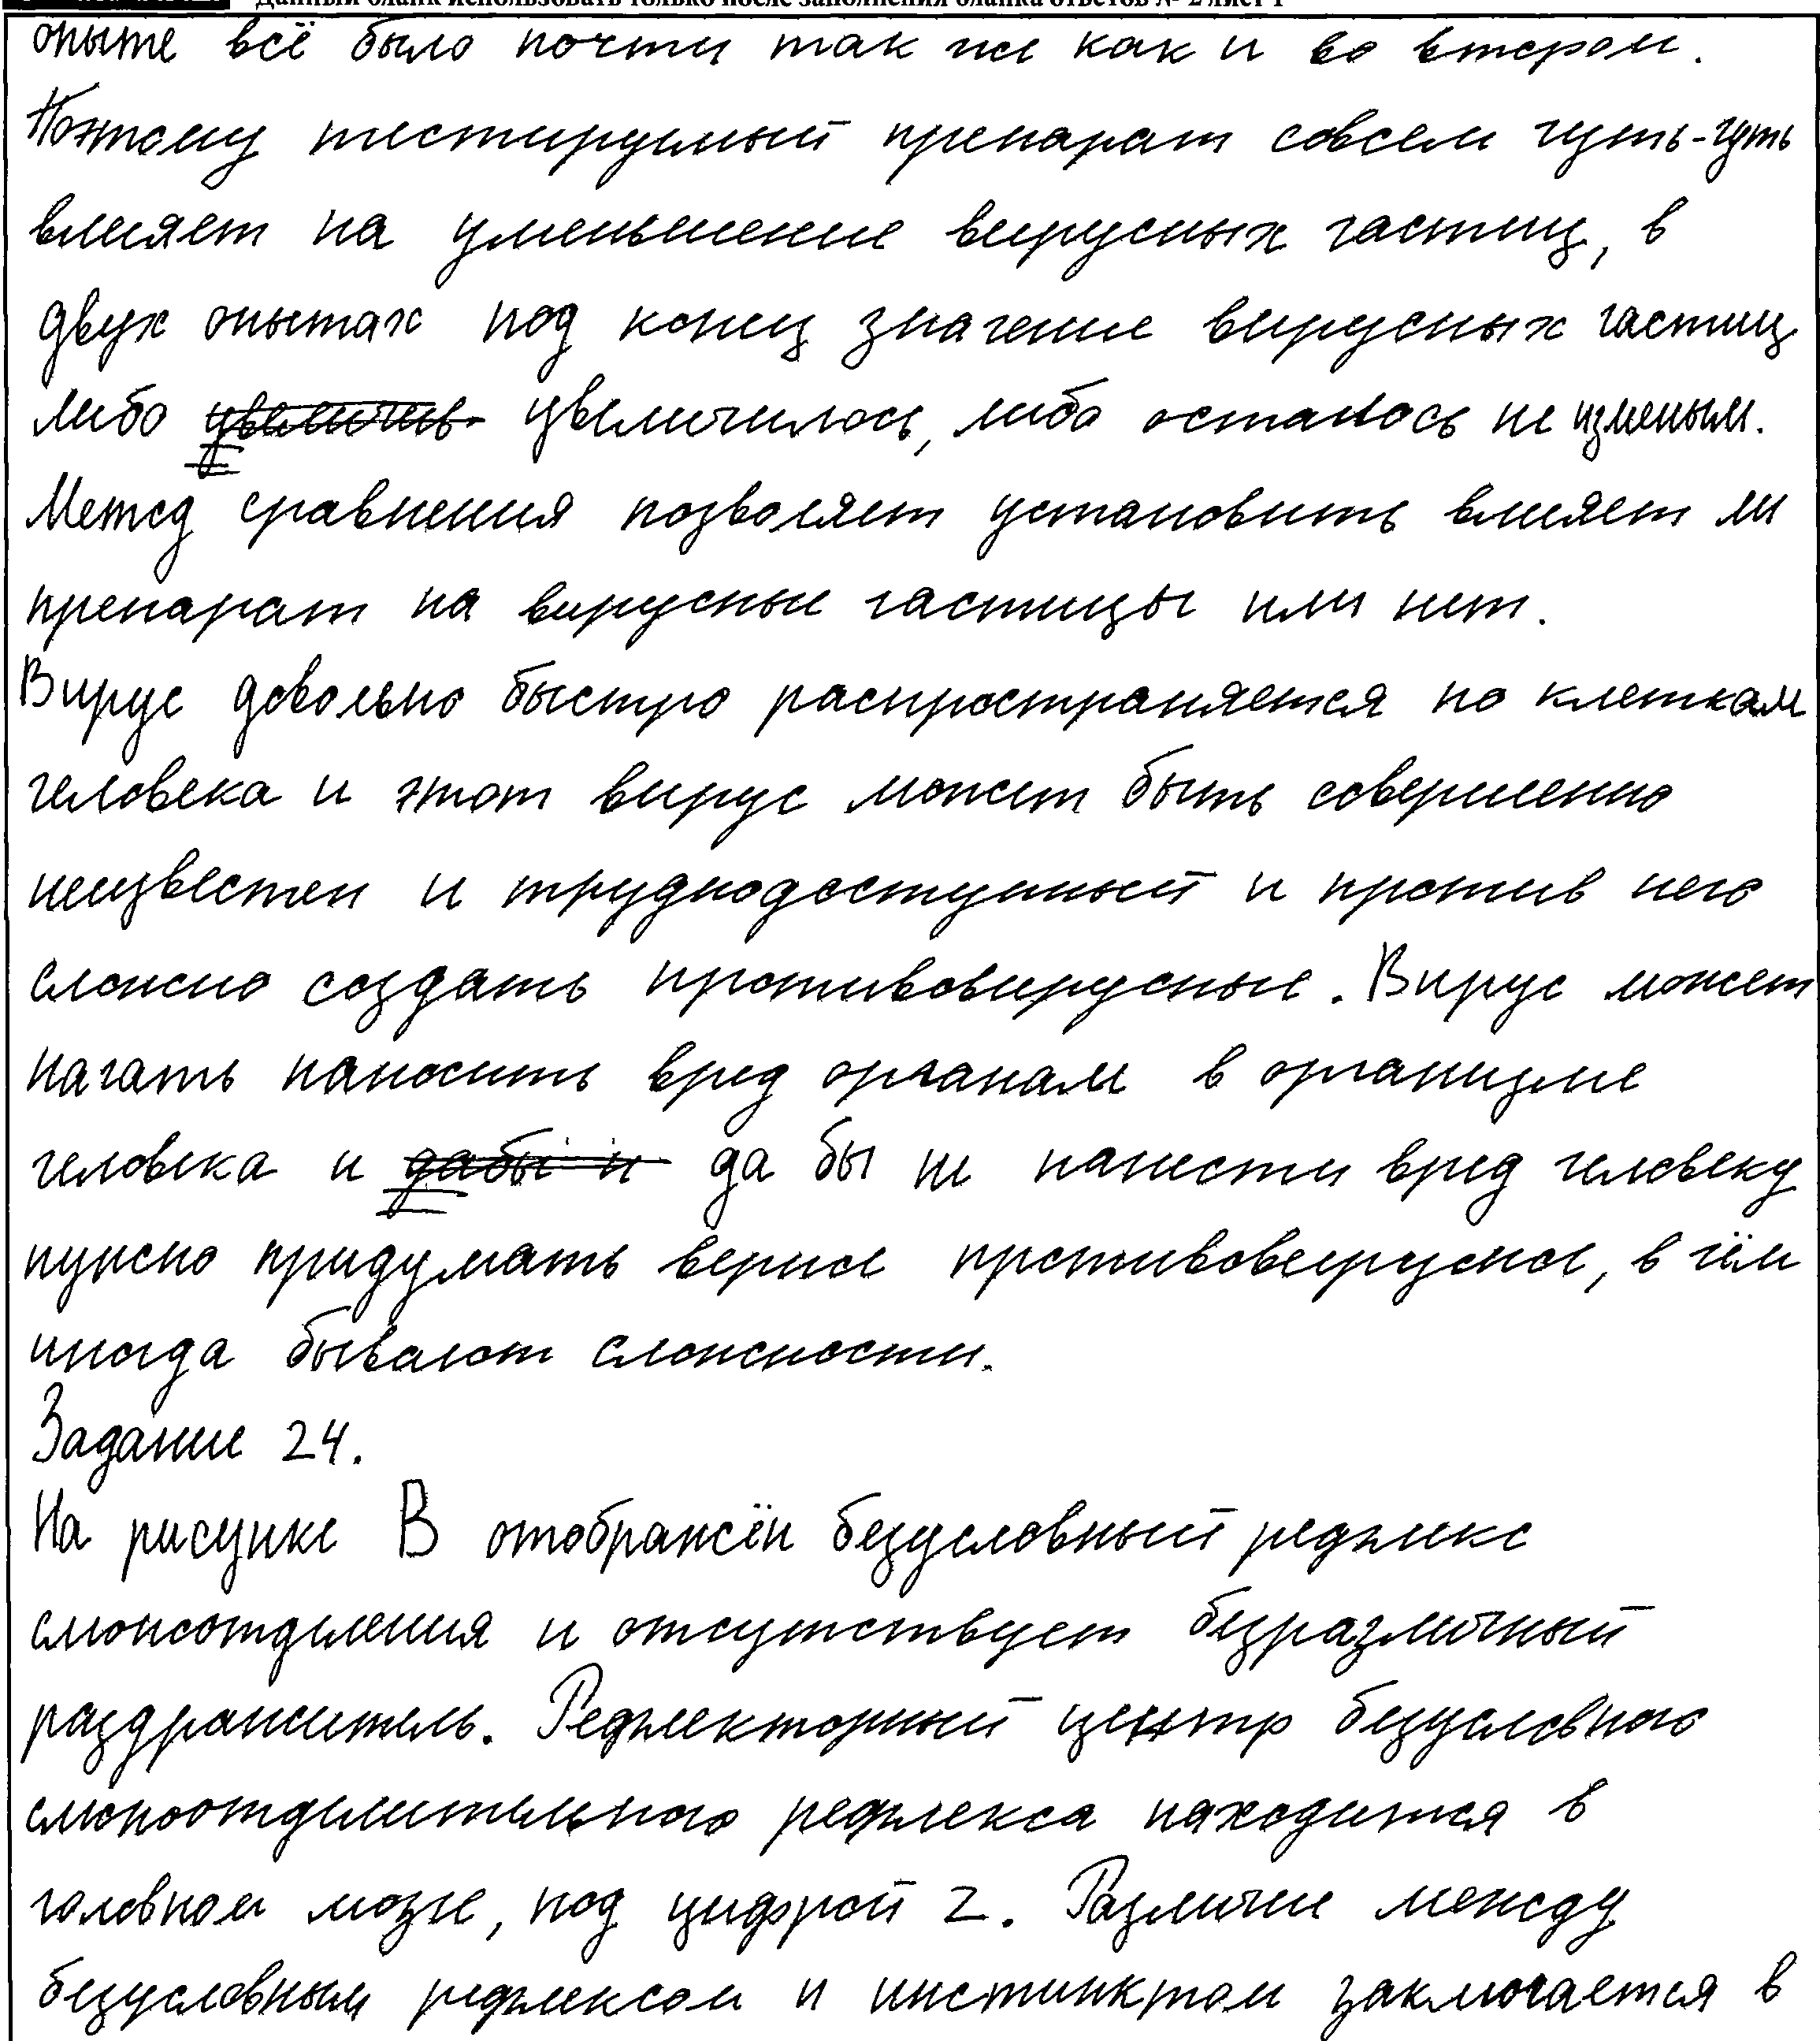 Данный бланк использовать только после заполнения бланка ответов № 2 лист 1
опыте всё было почти так же как и во втором.
Поэтому тестируемый препарат совсем чуть-чуть
влияет на уменьшение вирусных частиц, в
двух опытах под конец значение вирусных частиц
либо увеличив увеличилось, либо осталось не изменым.
Метод сравнения позволяет установить влияет ли
препарат на вирусные частицы или нет.
Вирус довольно быстро распространяется по клеткам
человека и этот вирус может быть совершенно
неизвестен и труднодоступный и против него
сложно создать противовирусные. Вирус может
начать наносить вред органам в организме
человека и дабы н да бы не нанести вред человеку
нужно придумать верное противовирусное, в чём
иногда бывают сложности.
Задание 24.
На рисунке В отображён безусловный рефлекс
слюноотделения и отсутствует безразличный
раздражитель. Рефлекторный центр безусловного
слюноотделительного рефлекса находится в
головном мозге, под цифрой 2. Различие между
безусловным рефлексом и инстинктом заключается в